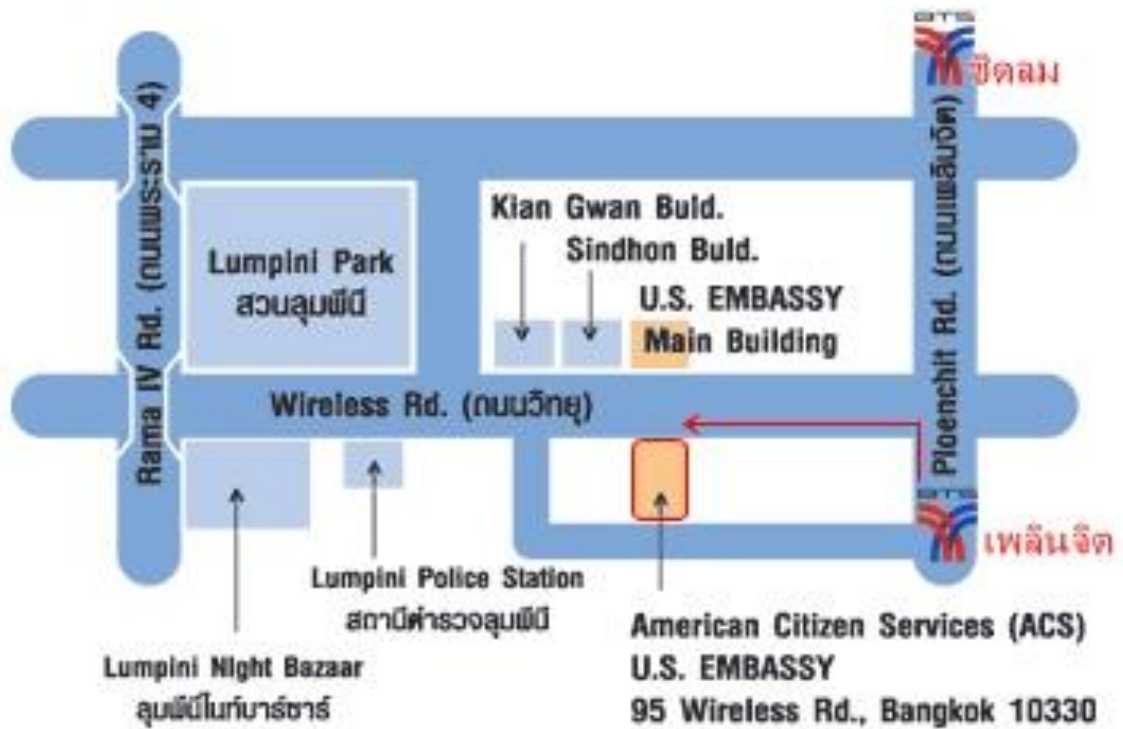 BTS
ชิดลม
Rama IV Rd. (ถนนพระราม 4)
Ploenchit Rd. (ถนนเพลินจิต)
Kian Gwan Buld.
Sindhon Buld.
Lumpini Park
สวนลุมพีนี
U.S. EMBASSY
Main Building
Wireless Rd. (ถนนวิทยุ)
BTS
เพลินจิต
Lumpini Police Station
สถานีตำรวจลุมพีนี
Lumpini Night Bazaar
ลุมพีนีไนท์บาร์ซาร์
American Citizen Services (ACS)
U.S. EMBASSY
95 Wireless Rd., Bangkok 10330